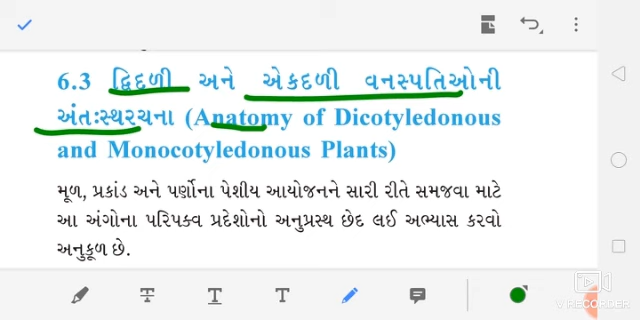 6.3 દ્વિદળી અને એકદળી વનસ્પતિઓની
અંતઃસ્થરચના (Anatomy of Dicotyledonous
and Monocotyledonous Plants)
મૂળ, પ્રકાંડ અને પર્ણોના પેશીય આયોજનને સારી રીતે સમજવા માટે
આ અંગોના પરિપક્વ પ્રદેશોનો અનુપ્રસ્થ છેદ લઈ અભ્યાસ કરવો
અનુકૂળ છે.
T T T
V RECORDER